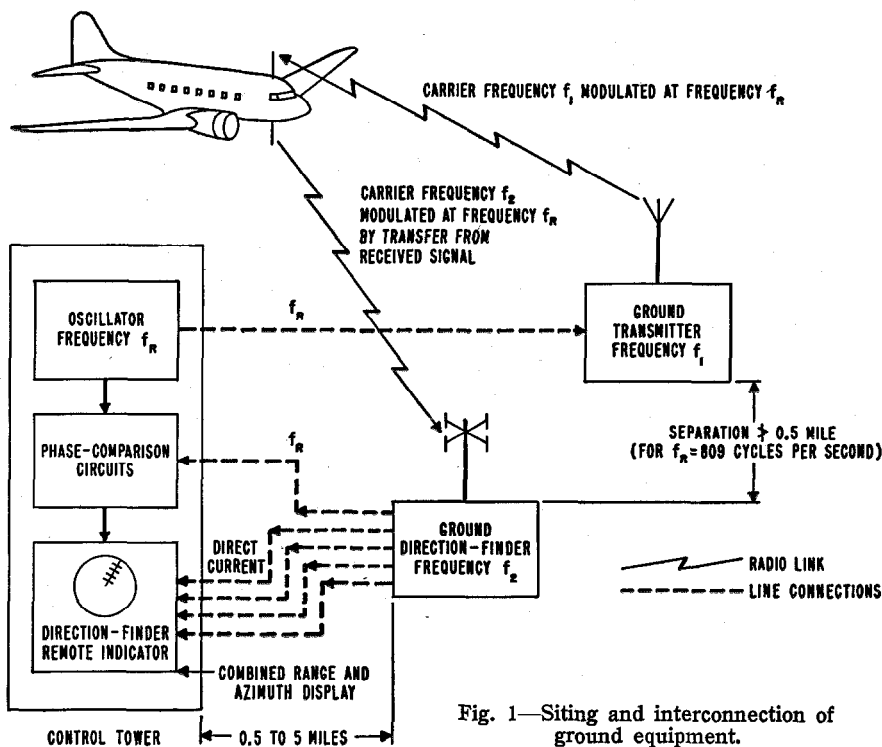 CARRIER FREQUENCY f₁ MODULATED AT FREQUENCY fR
CARRIER FREQUENCY f₂
MODULATED AT FREQUENCY fR
BY TRANSFER FROM
RECEIVED SIGNAL
OSCILLATOR
FREQUENCY fR
fR
GROUND
TRANSMITTER
FREQUENCY f₁
PHASE-COMPARISON
CIRCUITS
fR
SEPARATION ≯ 0.5 MILE
(FOR fR=809 CYCLES PER SECOND)
DIRECT
CURRENT
GROUND
DIRECTION-FINDER
FREQUENCY f₂
RADIO LINK
LINE CONNECTIONS
DIRECTION-FINDER
REMOTE INDICATOR
COMBINED RANGE AND
AZIMUTH DISPLAY
CONTROL TOWER
0.5 TO 5 MILES
Fig. 1—Siting and interconnection of
ground equipment.